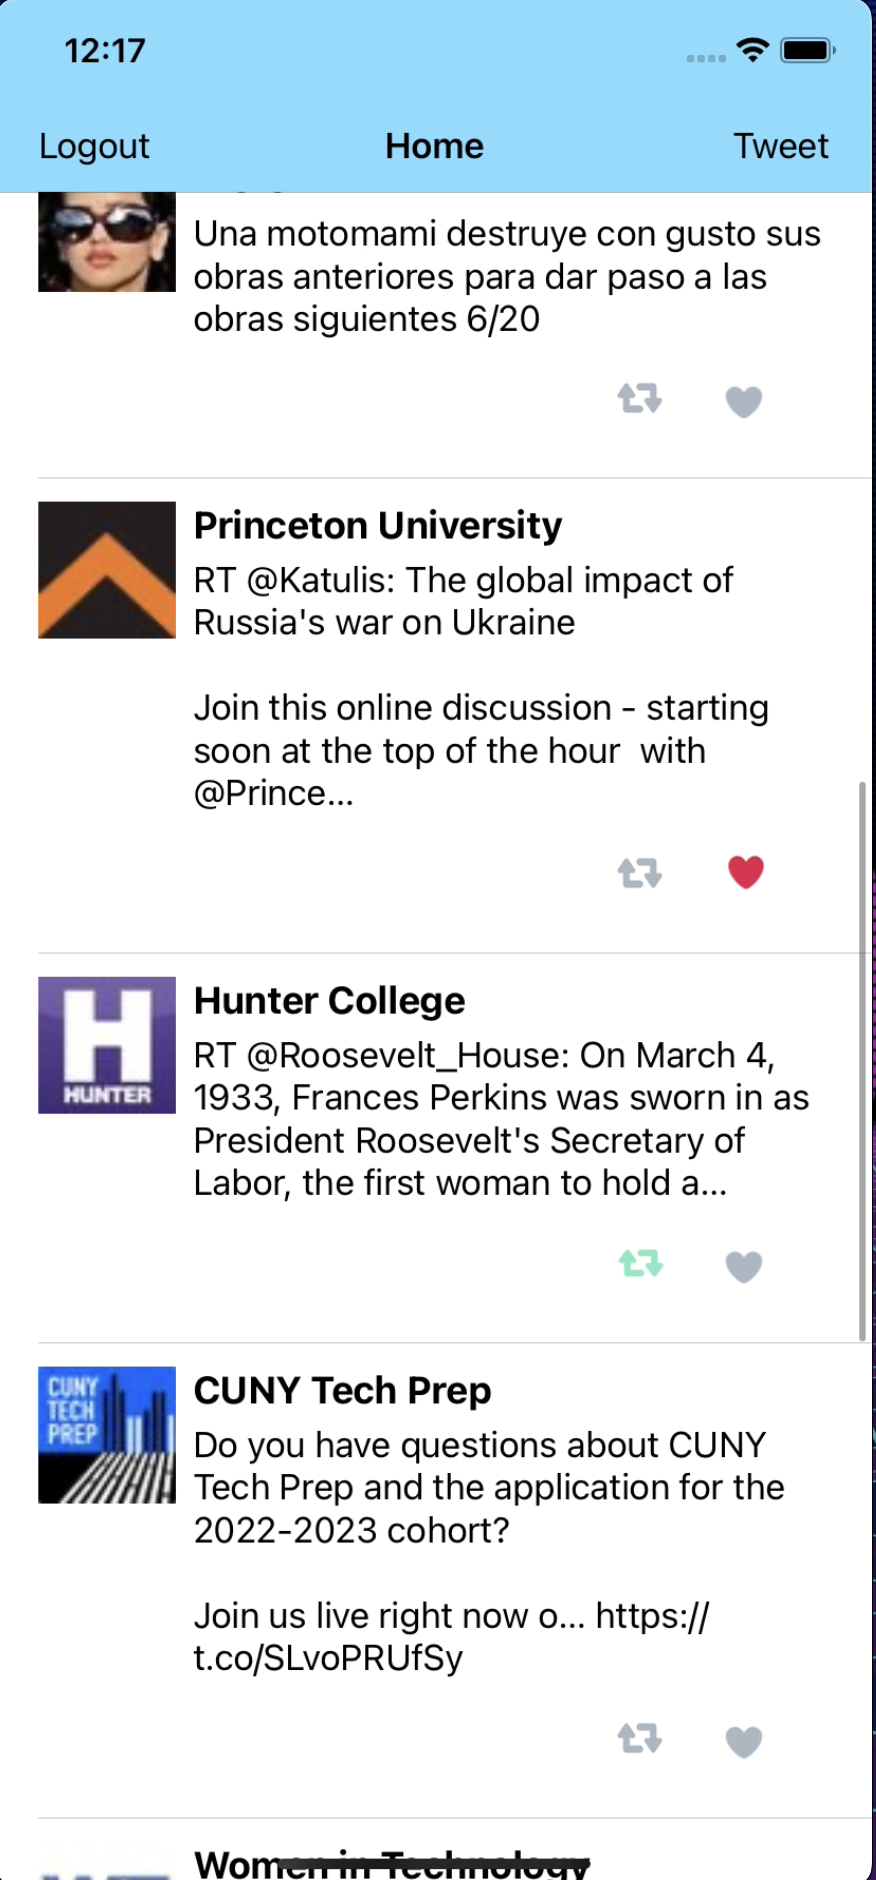 12:17
Logout Home Tweet
Una motomami destruye con gusto sus
obras anteriores para dar paso a las
obras siguientes 6/20
Princeton University
RT @Katulis: The global impact of
Russia's war on Ukraine
Join this online discussion - starting
soon at the top of the hour  with
@Prince...
HUNTER
Hunter College
RT @Roosevelt_House: On March 4,
1933, Frances Perkins was sworn in as
President Roosevelt's Secretary of
Labor, the first woman to hold a...
CUNY
TECH
PREP
CUNY Tech Prep
Do you have questions about CUNY
Tech Prep and the application for the
2022-2023 cohort?
Join us live right now o... https://
t.co/SLvoPRUfSy
Women in Technology